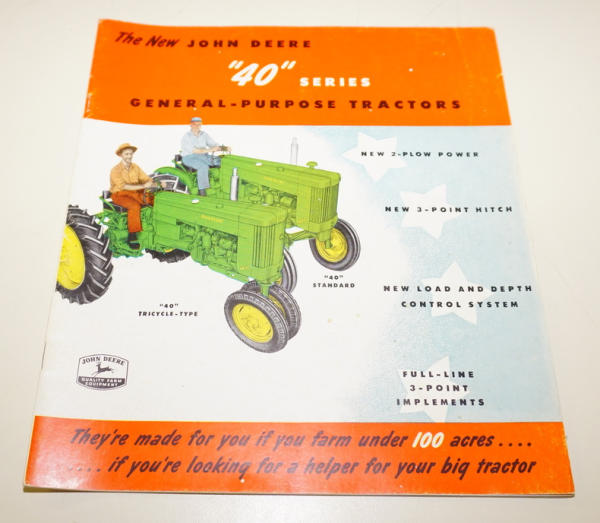 The New JOHN DEERE
"40" SERIES
GENERAL-PURPOSE TRACTORS
NEW 2-PLOW POWER
NEW 3-POINT HITCH
NEW LOAD AND DEPTH
CONTROL SYSTEM
FULL-LINE
3-POINT
IMPLEMENTS
"40"
STANDARD
"40"
TRICYCLE-TYPE
JOHN DEERE
QUALITY FARM
EQUIPMENT
They're made for you if you farm under 100 acres....
.... if you're looking for a helper for your big tractor